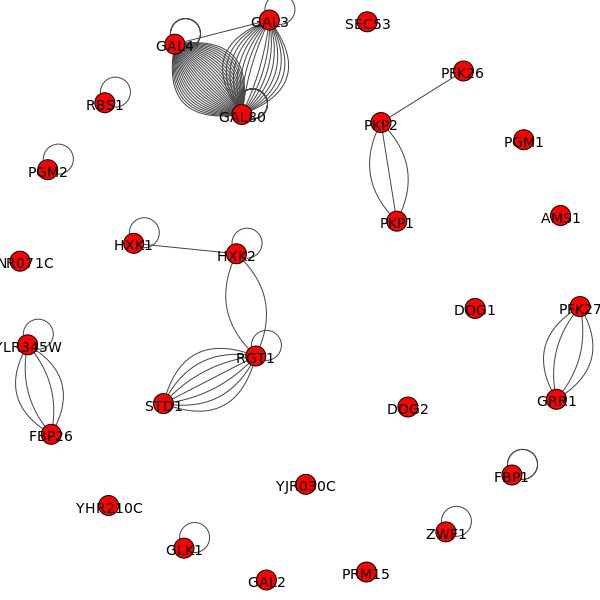 GAL3
SEC53
GAL4
PFK26
RBS1
GAL80
PKP2
PGM1
PGM2
AMS1
PKP1
HXK1
HXK2
NR071C
DOG1
PFK27
YLR345W
RGT1
STD1
DOG2
GRR1
FBP26
FBP1
YJR030C
YHR210C
ZWF1
GLK1
GAL2
PRM15